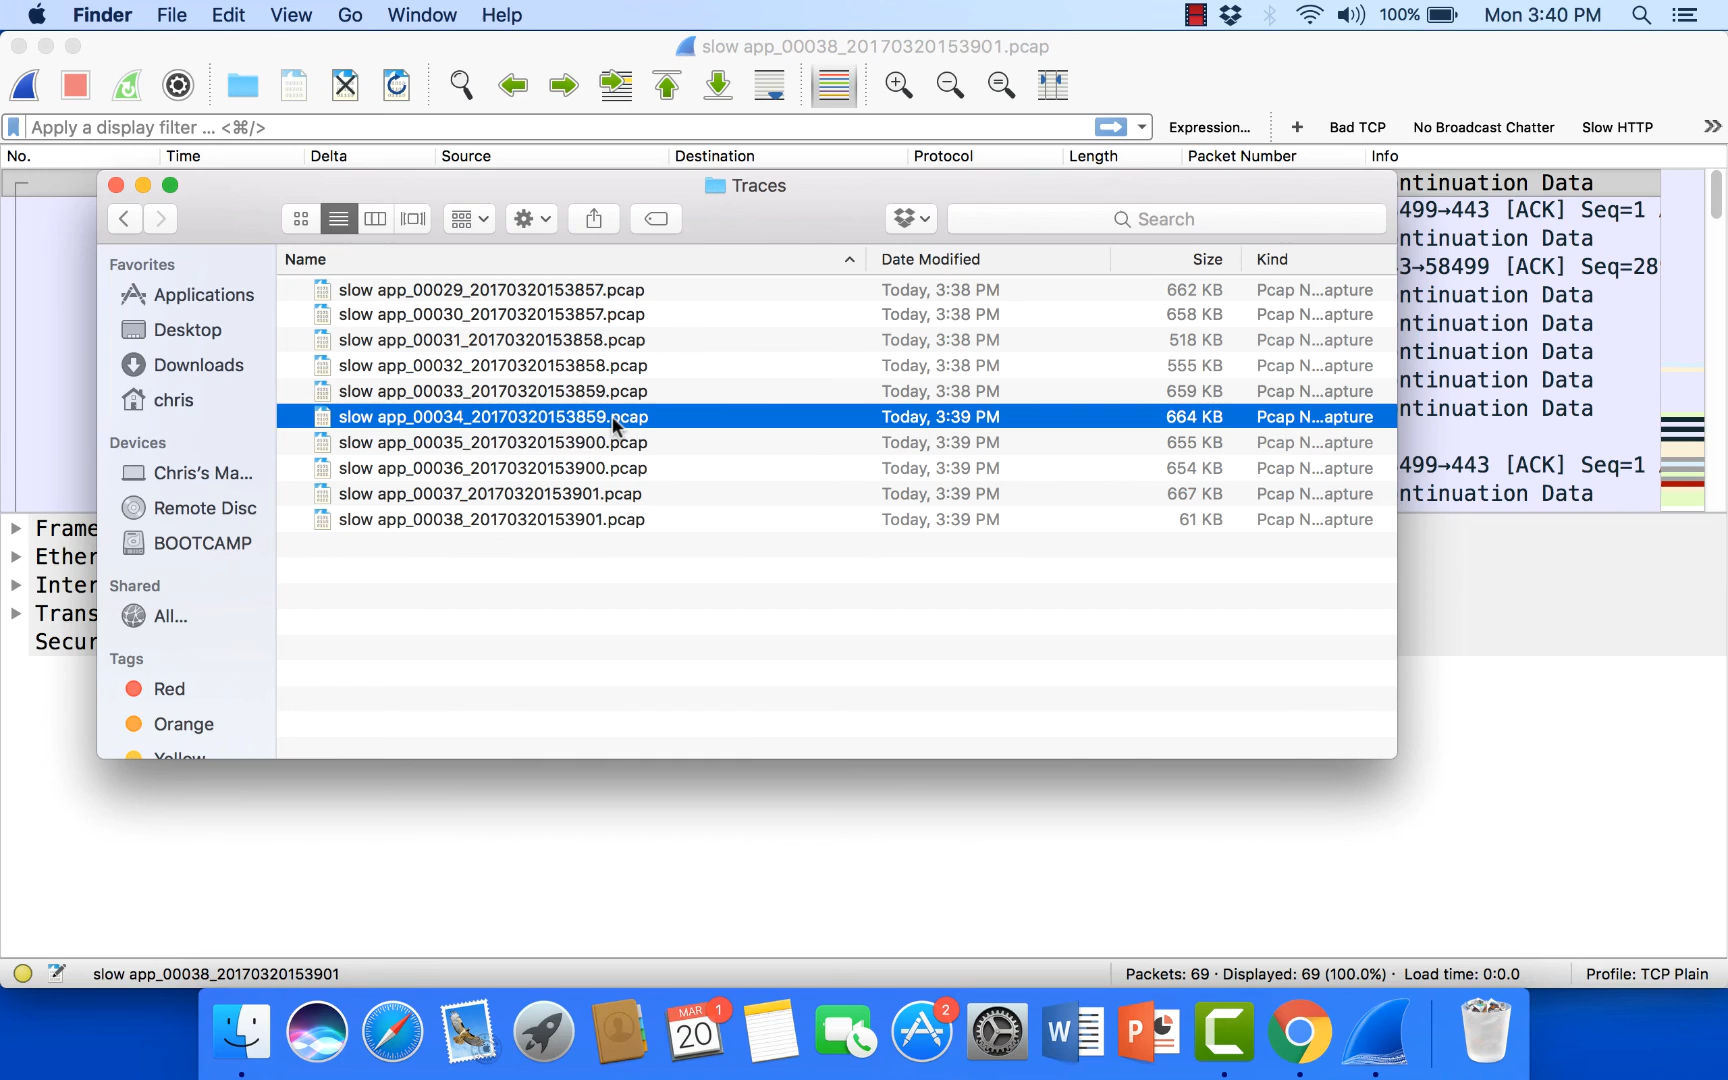 Finder File Edit View Go Window Help 100% Mon 3:40 PM
slow app_00038_20170320153901.pcap
Apply a display filter ... <⌘/> Expression... + Bad TCP No Broadcast Chatter Slow HTTP
No. Time Delta Source Destination Protocol Length Packet Number Info
Traces
Search
Name Date Modified Size Kind
Favorites
Applications
Desktop
Downloads
chris
Devices
Chris's Ma...
Remote Disc
BOOTCAMP
Shared
All...
Tags
Red
Orange
Yellow
slow app_00029_20170320153857.pcap Today, 3:38 PM 662 KB Pcap N...apture
slow app_00030_20170320153857.pcap Today, 3:38 PM 658 KB Pcap N...apture
slow app_00031_20170320153858.pcap Today, 3:38 PM 518 KB Pcap N...apture
slow app_00032_20170320153858.pcap Today, 3:38 PM 555 KB Pcap N...apture
slow app_00033_20170320153859.pcap Today, 3:38 PM 659 KB Pcap N...apture
slow app_00034_20170320153859.pcap Today, 3:39 PM 664 KB Pcap N...apture
slow app_00035_20170320153900.pcap Today, 3:39 PM 655 KB Pcap N...apture
slow app_00036_20170320153900.pcap Today, 3:39 PM 654 KB Pcap N...apture
slow app_00037_20170320153901.pcap Today, 3:39 PM 667 KB Pcap N...apture
slow app_00038_20170320153901.pcap Today, 3:39 PM 61 KB Pcap N...apture
ntinuation Data
499→443 [ACK] Seq=1
ntinuation Data
3→58499 [ACK] Seq=28
ntinuation Data
ntinuation Data
ntinuation Data
ntinuation Data
ntinuation Data
499→443 [ACK] Seq=1
ntinuation Data
Frame
Ether
Inter
Trans
Secur
slow app_00038_20170320153901 Packets: 69 · Displayed: 69 (100.0%) · Load time: 0:0.0 Profile: TCP Plain
MAR 20 1
2
W
P
C